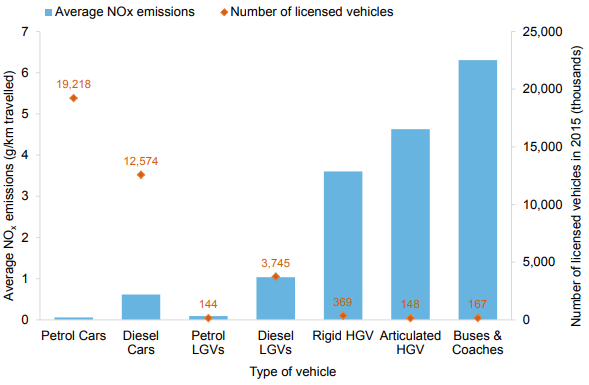 Average NOx emissions
Number of licensed vehicles
Average NOx emissions (g/km travelled)
7
6
5
4
3
2
1
0
19,218
12,574
144
3,745
369
148
167
25,000
20,000
15,000
10,000
5,000
0
Number of licensed vehicles in 2015 (thousands)
Petrol Cars
Diesel
Cars
Petrol
LGVs
Diesel
LGVs
Rigid HGV
Articulated
HGV
Buses &
Coaches
Type of vehicle